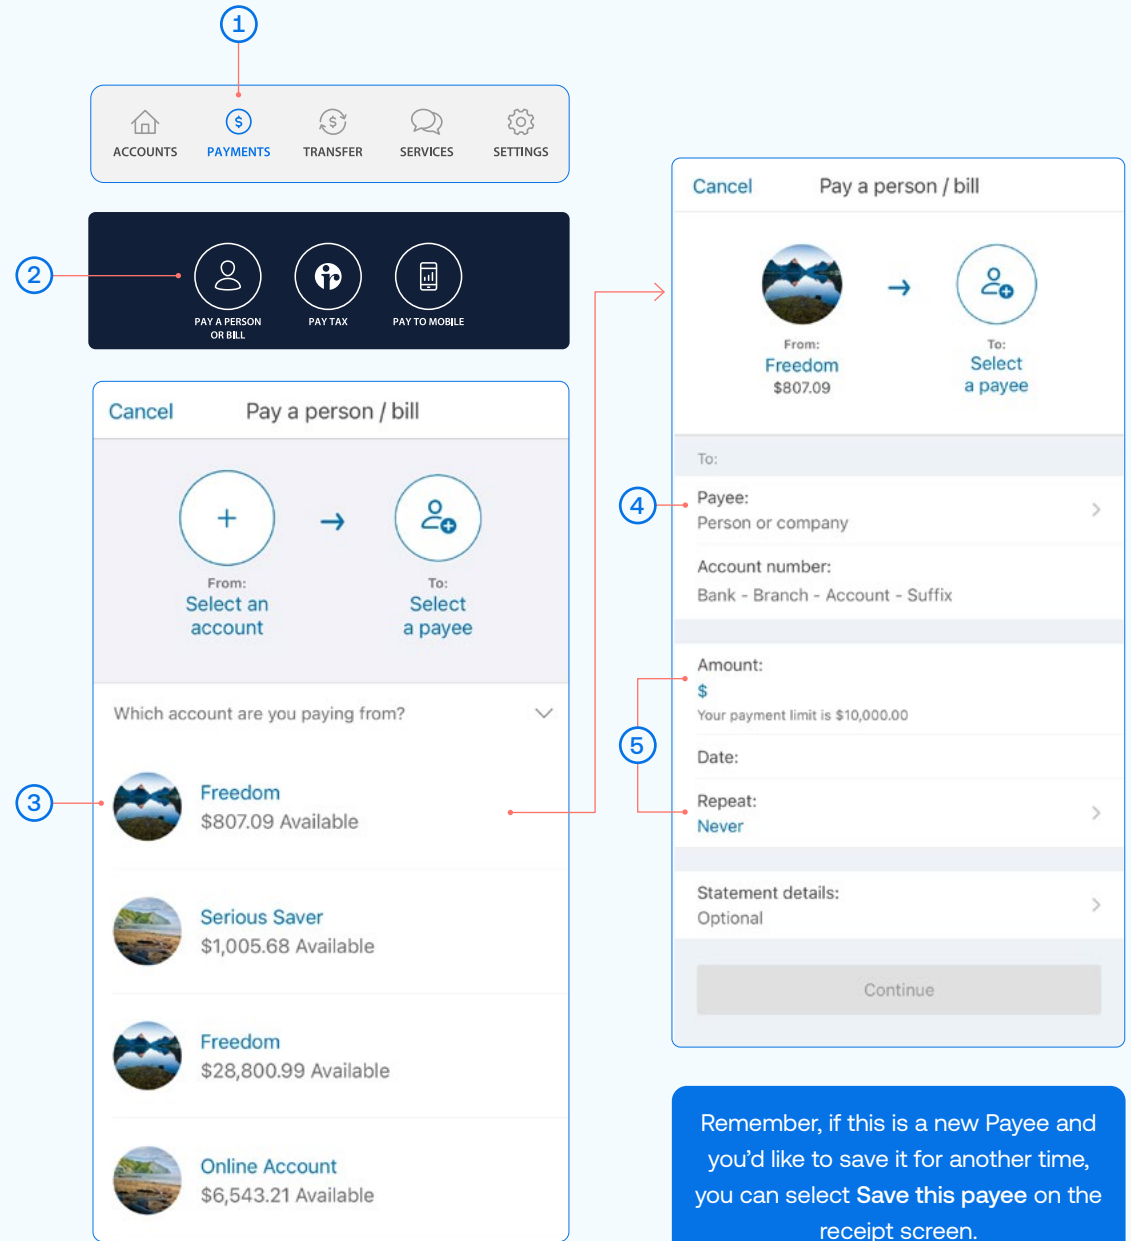 1
ACCOUNTS PAYMENTS TRANSFER SERVICES SETTINGS
2
PAY A PERSON
OR BILL
PAY TAX
PAY TO MOBILE
Cancel Pay a person / bill
From:
Select an
account
To:
Select
a payee
Which account are you paying from?
3
Freedom
$807.09 Available
Serious Saver
$1,005.68 Available
Freedom
$28,800.99 Available
Online Account
$6,543.21 Available
Cancel Pay a person / bill
From:
Freedom
$807.09
To:
Select
a payee
To:
4
Payee:
Person or company
Account number:
Bank - Branch - Account - Suffix
5
Amount:
$
Your payment limit is $10,000.00
Date:
Repeat:
Never
Statement details:
Optional
Continue
Remember, if this is a new Payee and
you’d like to save it for another time,
you can select Save this payee on the
receipt screen.